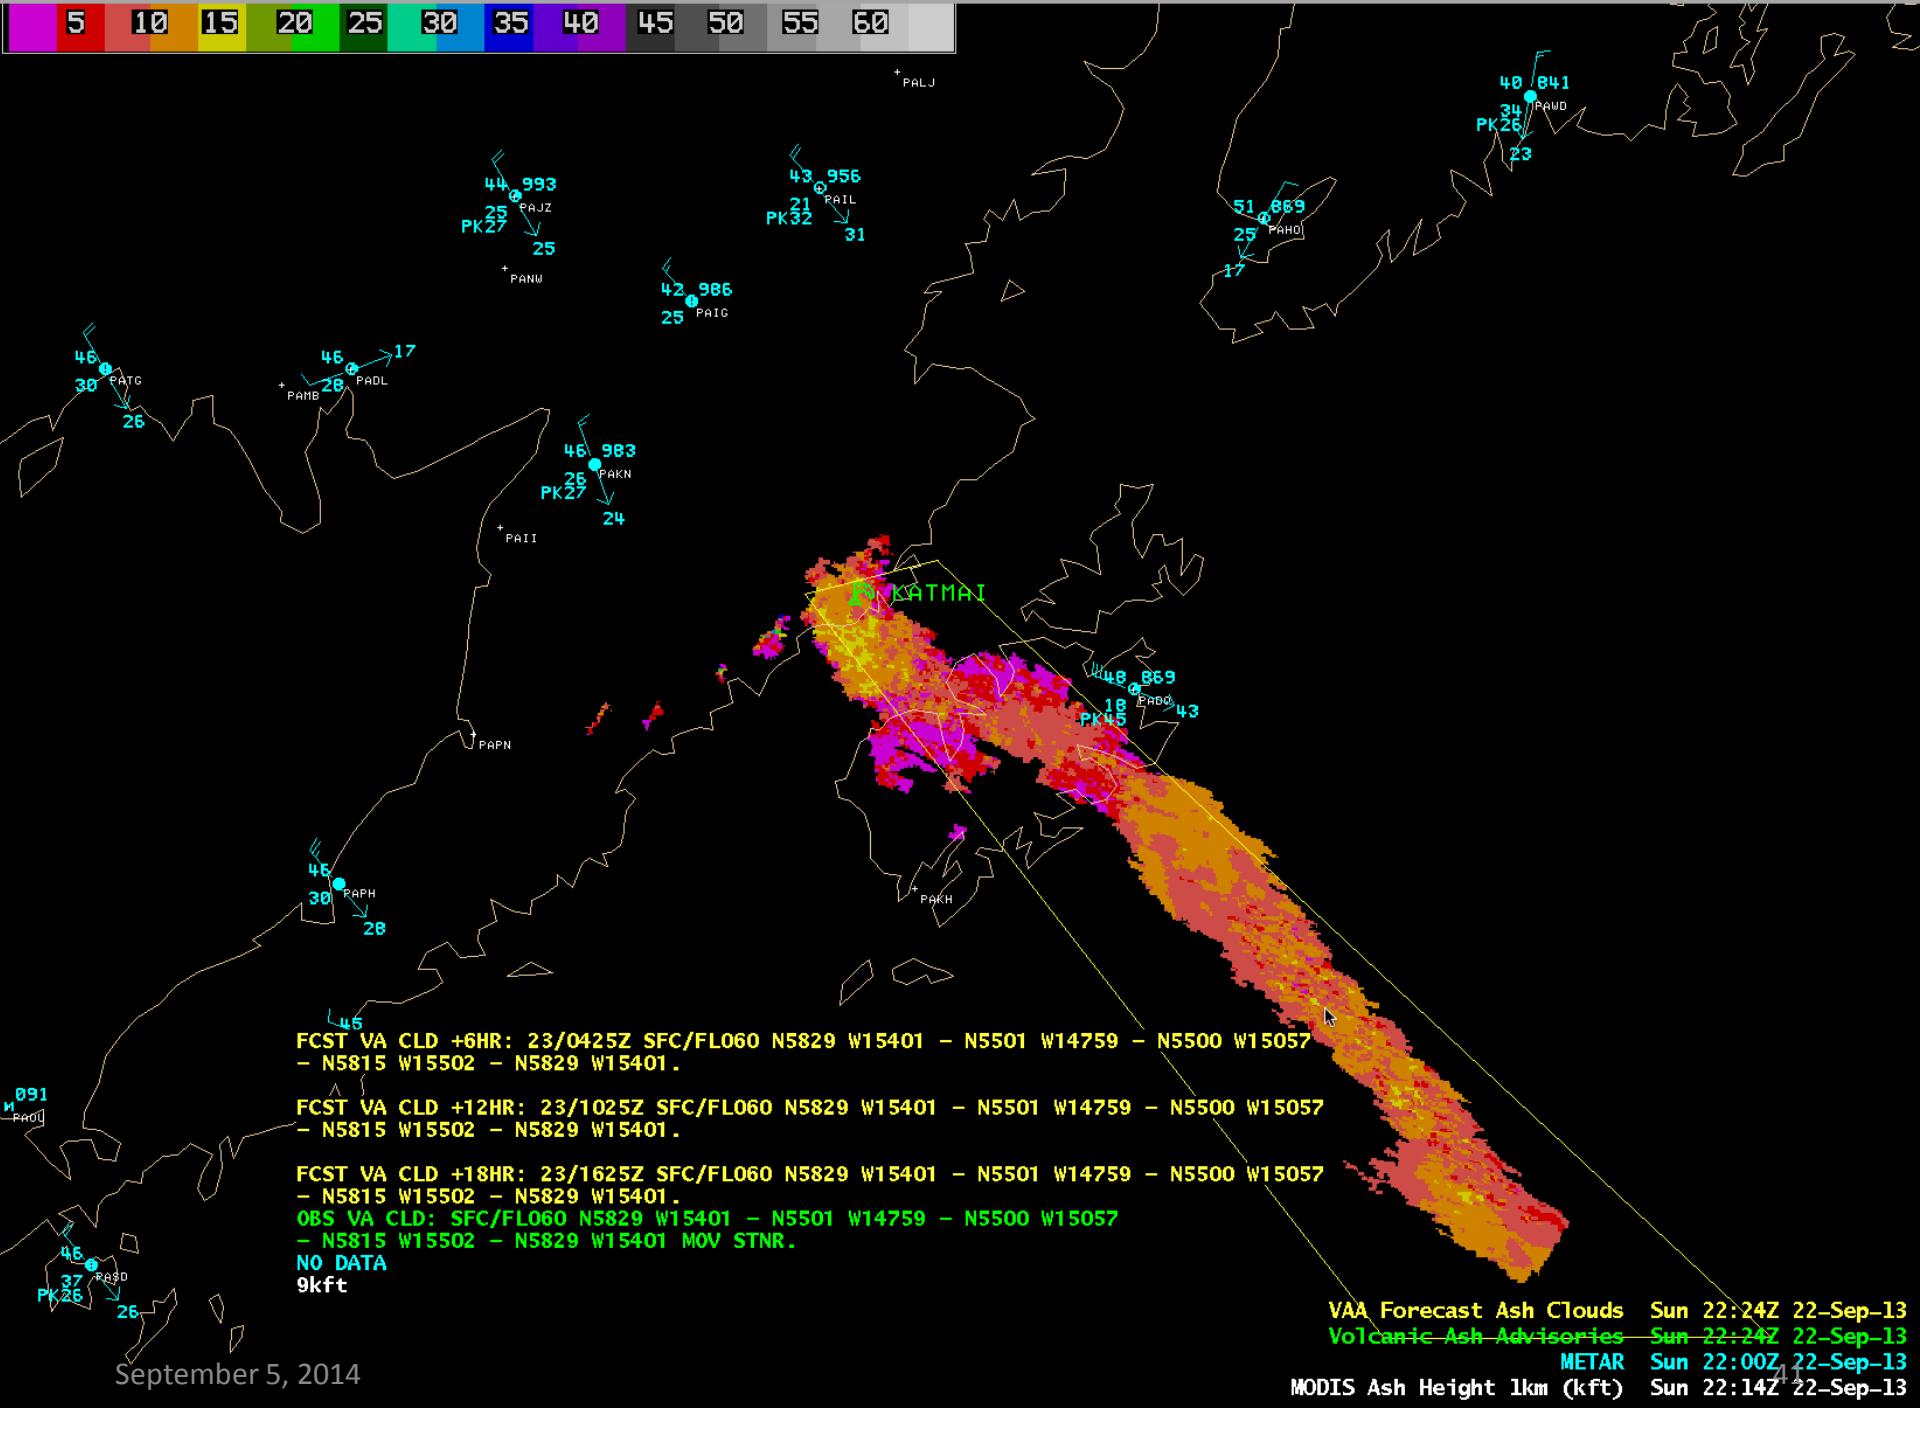 5 10 15 20 25 30 35 40 45 50 55 60
PALJ
40 841
PAWD
34
PK26
23
44 993
PAJZ
25
PK27
25
43 956
PAIL
21
PK32
31
51 869
PAHO
25
17
PANW
42 986
PAIG
25
46
PATG
30
26
46
17
PADL
28
PAMB
46 983
PAKN
26
PK27
24
PAII
KATMAI
48 869
PADQ
18
PK45
43
PAPN
46
PAPH
30
28
PAKH
45
FCST VA CLD +6HR: 23/0425Z SFC/FL060 N5829 W15401 – N5501 W14759 – N5500 W15057
– N5815 W15502 – N5829 W15401.
FCST VA CLD +12HR: 23/1025Z SFC/FL060 N5829 W15401 – N5501 W14759 – N5500 W15057
– N5815 W15502 – N5829 W15401.
FCST VA CLD +18HR: 23/1625Z SFC/FL060 N5829 W15401 – N5501 W14759 – N5500 W15057
– N5815 W15502 – N5829 W15401.
OBS VA CLD: SFC/FL060 N5829 W15401 – N5501 W14759 – N5500 W15057
– N5815 W15502 – N5829 W15401 MOV STNR.
NO DATA
9kft
M 091
PAOU
46
PASD
37
PK26
26
VAA Forecast Ash Clouds Sun 22:24Z 22–Sep–13
Volcanic Ash Advisories Sun 22:24Z 22–Sep–13
METAR Sun 22:00Z 22–Sep–13
MODIS Ash Height 1km (kft) Sun 22:14Z 22–Sep–13
September 5, 2014
41